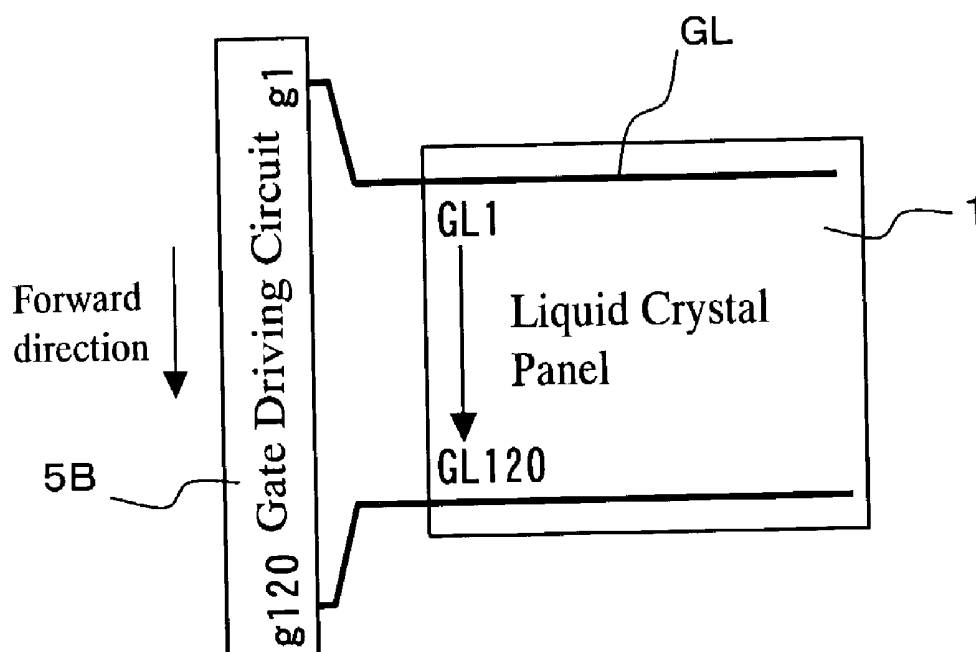 GL
g1
GL1
1
Gate Driving Circuit
Forward
direction
Liquid Crystal
Panel
GL120
5B
g120